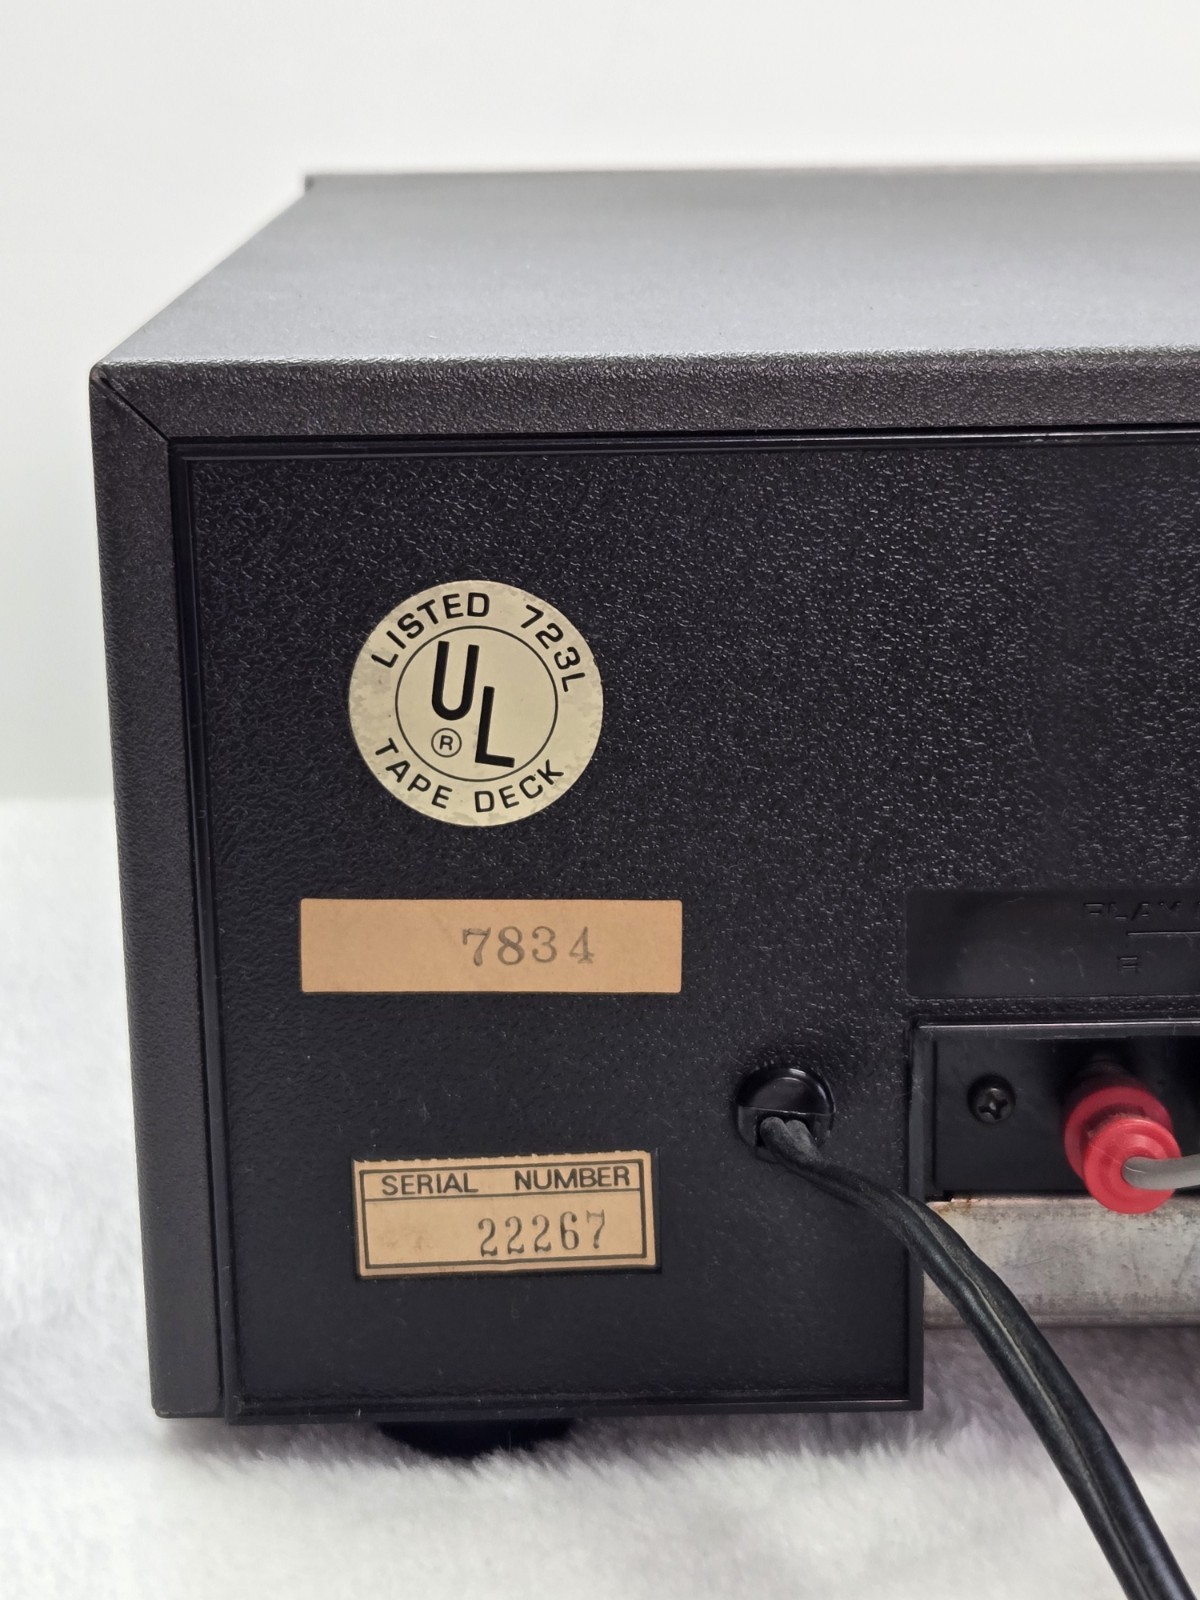 LISTED 723L
UL
®
TAPE DECK
7834
SERIAL NUMBER
22267
R